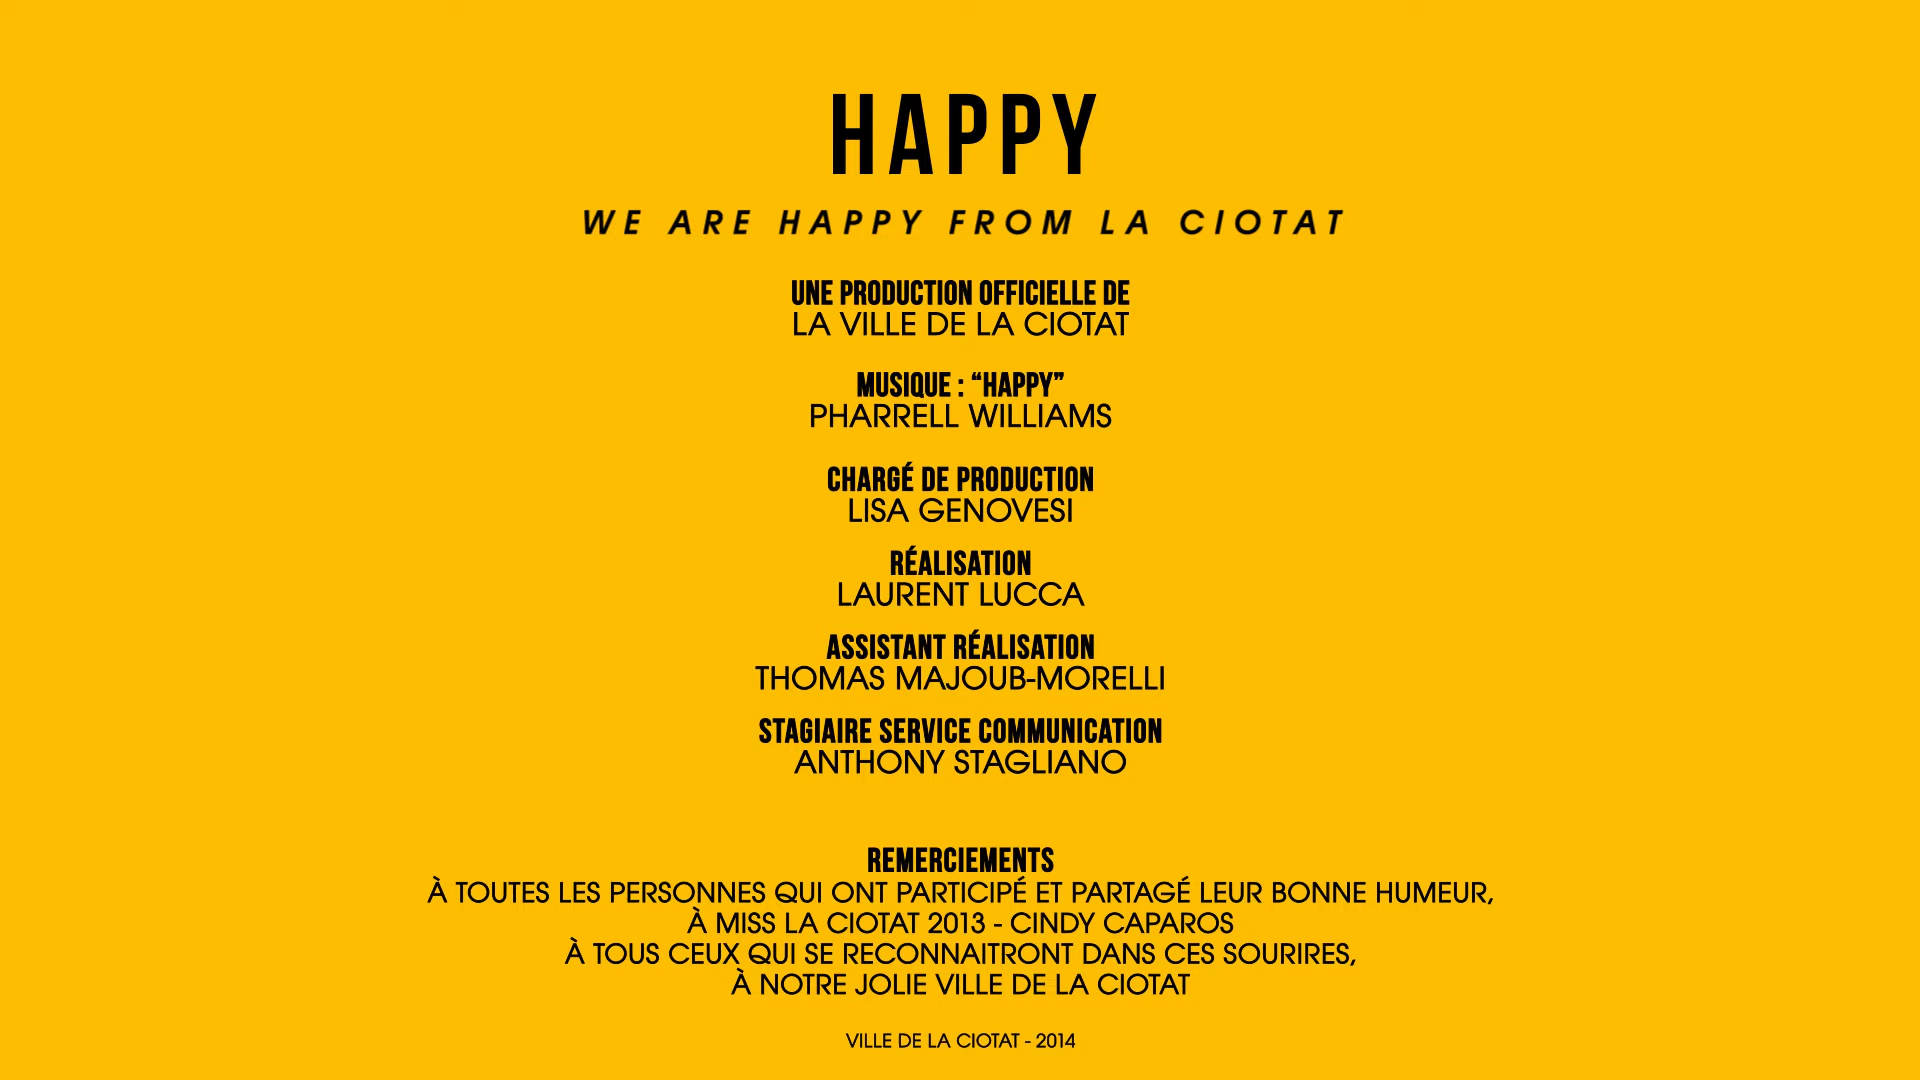 HAPPY
WE ARE HAPPY FROM LA CIOTAT
UNE PRODUCTION OFFICIELLE DE
LA VILLE DE LA CIOTAT
MUSIQUE : “HAPPY”
PHARRELL WILLIAMS
CHARGÉ DE PRODUCTION
LISA GENOVESI
RÉALISATION
LAURENT LUCCA
ASSISTANT RÉALISATION
THOMAS MAJOUB-MORELLI
STAGIAIRE SERVICE COMMUNICATION
ANTHONY STAGLIANO
REMERCIEMENTS
À TOUTES LES PERSONNES QUI ONT PARTICIPÉ ET PARTAGÉ LEUR BONNE HUMEUR,
À MISS LA CIOTAT 2013 - CINDY CAPAROS
À TOUS CEUX QUI SE RECONNAITRONT DANS CES SOURIRES,
À NOTRE JOLIE VILLE DE LA CIOTAT
VILLE DE LA CIOTAT - 2014